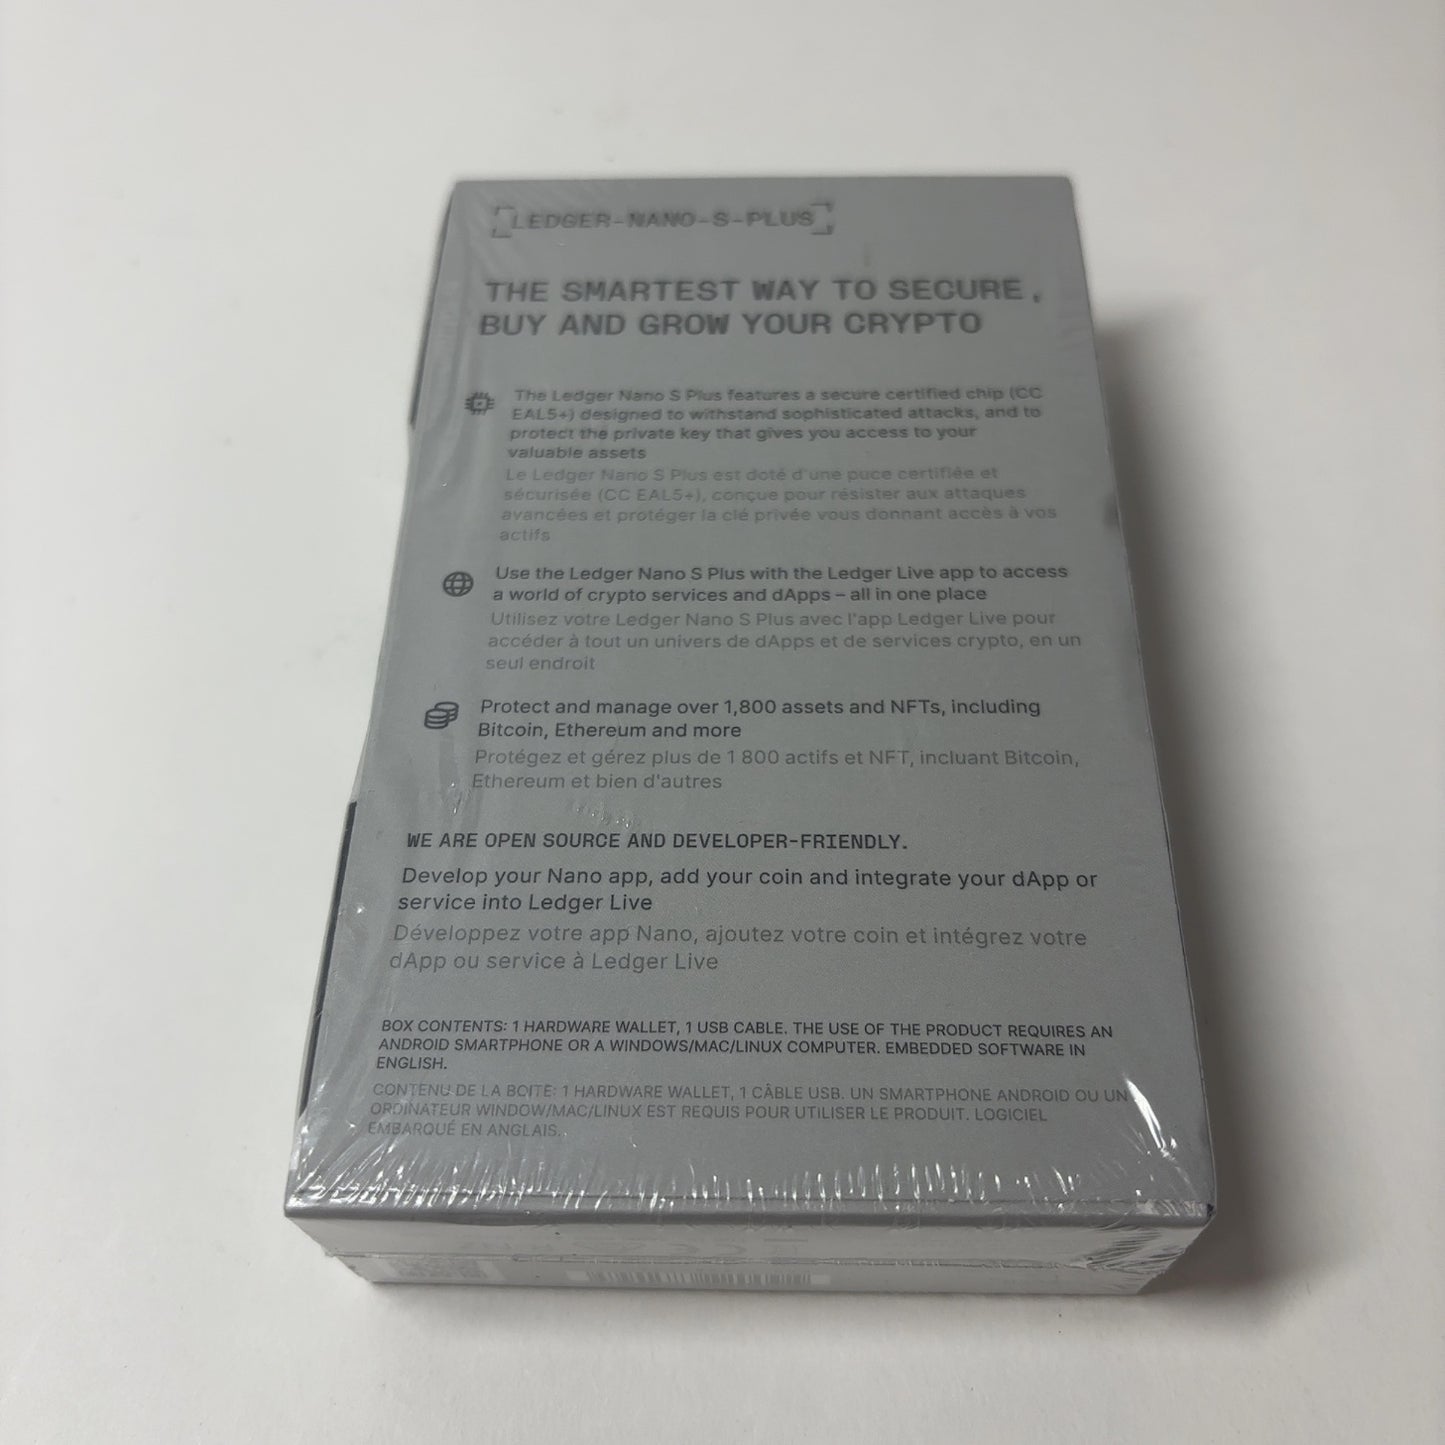 [LEDGER-NANO-S-PLUS]
THE SMARTEST WAY TO SECURE,
BUY AND GROW YOUR CRYPTO
The Ledger Nano S Plus features a secure certified chip (CC
EAL5+) designed to withstand sophisticated attacks, and to
protect the private key that gives you access to your
valuable assets
Le Ledger Nano S Plus est doté d'une puce certifiée et
sécurisée (CC EAL5+), conçue pour résister aux attaques
avancées et protéger la clé privée vous donnant accès à vos
actifs
Use the Ledger Nano S Plus with the Ledger Live app to access
a world of crypto services and dApps – all in one place
Utilisez votre Ledger Nano S Plus avec l'app Ledger Live pour
accéder à tout un univers de dApps et de services crypto, en un
seul endroit
Protect and manage over 1,800 assets and NFTs, including
Bitcoin, Ethereum and more
Protégez et gérez plus de 1 800 actifs et NFT, incluant Bitcoin,
Ethereum et bien d'autres
WE ARE OPEN SOURCE AND DEVELOPER-FRIENDLY.
Develop your Nano app, add your coin and integrate your dApp or
service into Ledger Live
Développez votre app Nano, ajoutez votre coin et intégrez votre
dApp ou service à Ledger Live
BOX CONTENTS: 1 HARDWARE WALLET, 1 USB CABLE. THE USE OF THE PRODUCT REQUIRES AN
ANDROID SMARTPHONE OR A WINDOWS/MAC/LINUX COMPUTER. EMBEDDED SOFTWARE IN
ENGLISH.
CONTENU DE LA BOITE: 1 HARDWARE WALLET, 1 CÂBLE USB. UN SMARTPHONE ANDROID OU UN
ORDINATEUR WINDOW/MAC/LINUX EST REQUIS POUR UTILISER LE PRODUIT. LOGICIEL
EMBARQUÉ EN ANGLAIS.